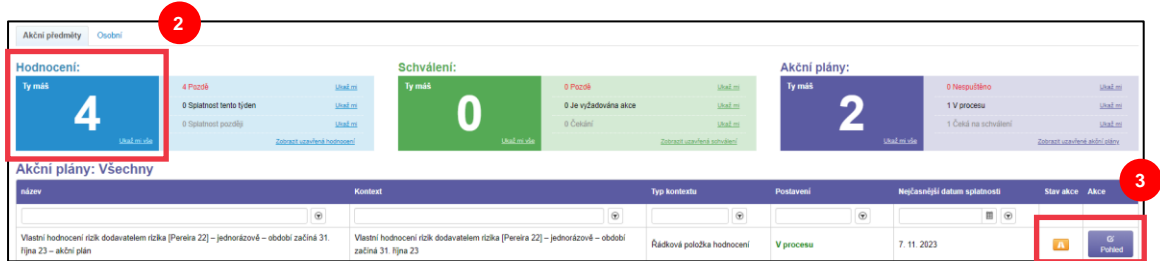 2
Akční předměty Osobní
Hodnocení: Schválení: Akční plány:
Ty máš 4 Pozdě Ukaž mi Ty máš 0 Pozdě Ukaž mi Ty máš 0 Nespuštěno Ukaž mi
4 0 Splatnost tento týden Ukaž mi 0 0 Je vyžadována akce Ukaž mi 2 1 V procesu Ukaž mi
0 Splatnost později Ukaž mi 0 Čekání Ukaž mi 1 Čeká na schválení Ukaž mi
Ukaž mi vše Zobrazit uzavřená hodnocení Ukaž mi vše Zobrazit uzavřená schválení Ukaž mi vše Zobrazit uzavřené akční plány
Akční plány: Všechny
3
název Kontext Typ kontextu Postavení Nejčasnější datum splatnosti Stav akce Akce
Vlastní hodnocení rizik dodavatelem rizika [Pereira 22] – jednorázově – období začíná 31. Vlastní hodnocení rizik dodavatelem rizika [Pereira 22] – jednorázově – období Řádková položka hodnocení V procesu 7. 11. 2023 Pohled
října 23 – akční plán začíná 31. října 23